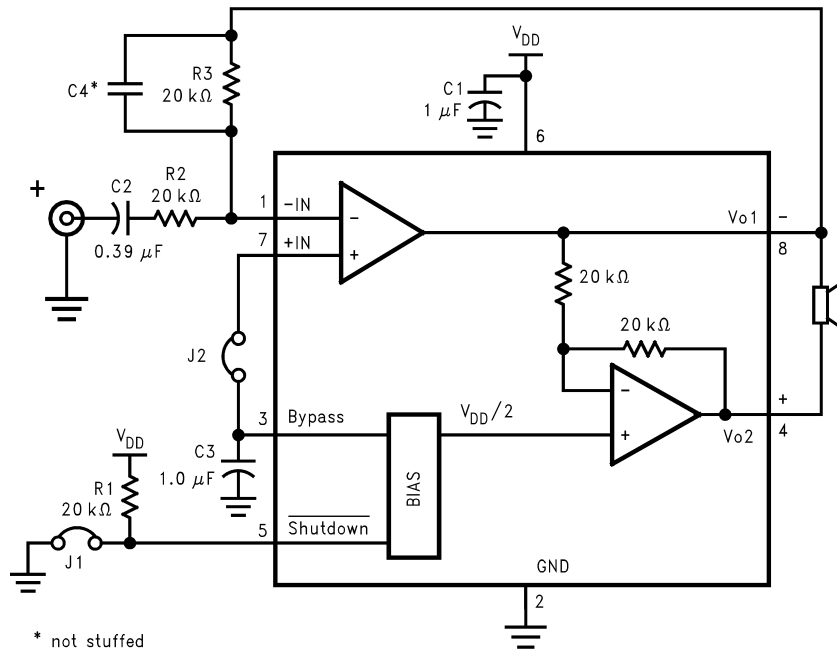 C4*
R3
20 kΩ
V_DD
C1
1 µF
6
+
C2
0.39 µF
R2
20 kΩ
1
-IN
7
+IN
-
+
Vo1
-
8
20 kΩ
20 kΩ
J2
3
Bypass
V_DD/2
-
+
+
Vo2
4
C3
1.0 µF
BIAS
V_DD
R1
20 kΩ
5
Shutdown
J1
GND
2
* not stuffed